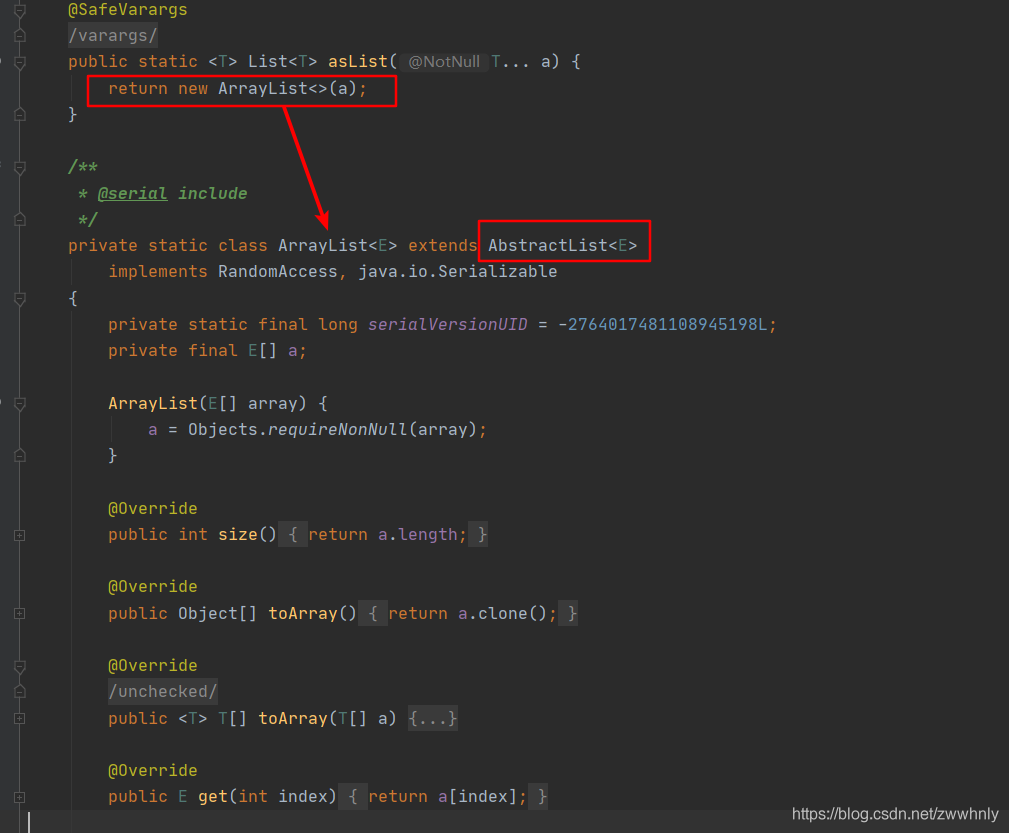 @SafeVarargs
/varargs/
public static <T> List<T> asList( @NotNull T... a) {
return new ArrayList<>(a);
}
/**
* @serial include
*/
private static class ArrayList<E> extends AbstractList<E>
implements RandomAccess, java.io.Serializable
{
private static final long serialVersionUID = -2764017481108945198L;
private final E[] a;
ArrayList(E[] array) {
a = Objects.requireNonNull(array);
}
@Override
public int size() { return a.length; }
@Override
public Object[] toArray() { return a.clone(); }
@Override
/unchecked/
public <T> T[] toArray(T[] a) {...}
@Override
public E get(int index) { return a[index]; }
https://blog.csdn.net/zwwhnly